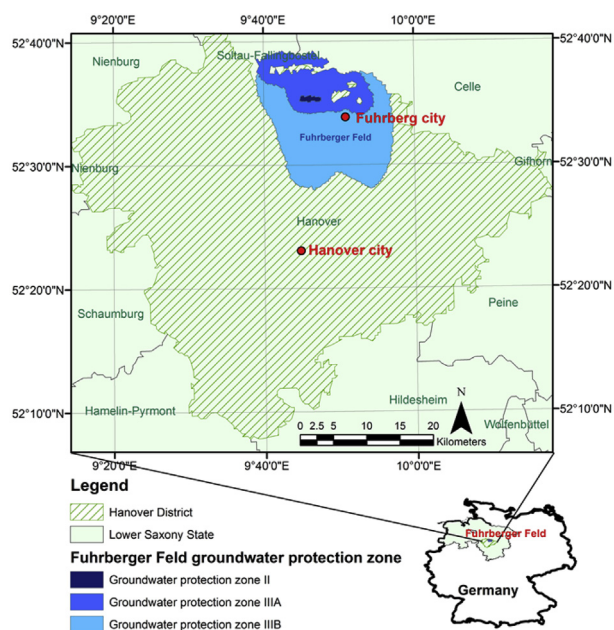 9°20'0"E 9°40'0"E 10°0'0"E
52°40'0"N 52°40'0"N
Nienburg
Soltau-Fallingbostel
Celle
Fuhrberg city
Fuhrberger Feld
52°30'0"N 52°30'0"N
Nienburg
Gifhorn
Hanover
Hanover city
52°20'0"N 52°20'0"N
Schaumburg
Peine
Hamelin-Pyrmont
Hildesheim
Wolfenbüttel
52°10'0"N 52°10'0"N
N
0 2.5 5 10 15 20
Kilometers
9°20'0"E 9°40'0"E 10°0'0"E
Legend
Hanover District
Lower Saxony State
Fuhrberger Feld groundwater protection zone
Groundwater protection zone II
Groundwater protection zone IIIA
Groundwater protection zone IIIB
Fuhrberger Feld
Germany